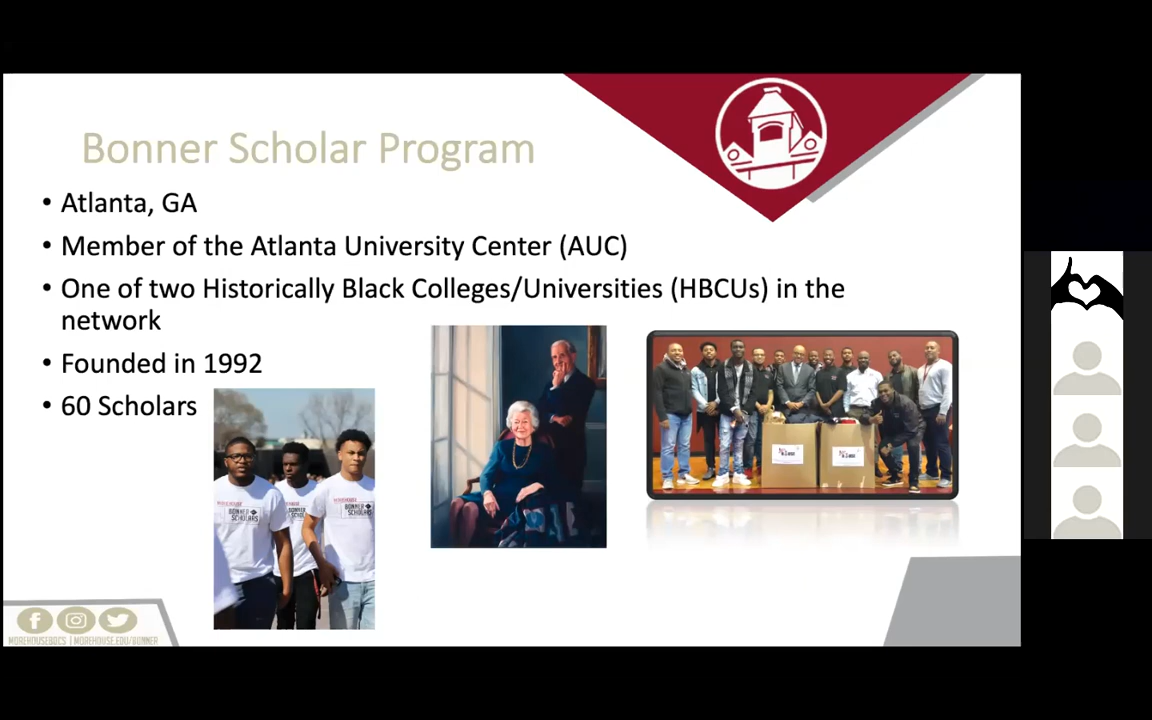 Bonner Scholar Program
• Atlanta, GA
• Member of the Atlanta University Center (AUC)
• One of two Historically Black Colleges/Universities (HBCUs) in the
network
• Founded in 1992
• 60 Scholars
BONNER
SCHOLARS
BONNER
SCHOLARS
MOREHOUSEBOCS | MOREHOUSE.EDU/BONNER